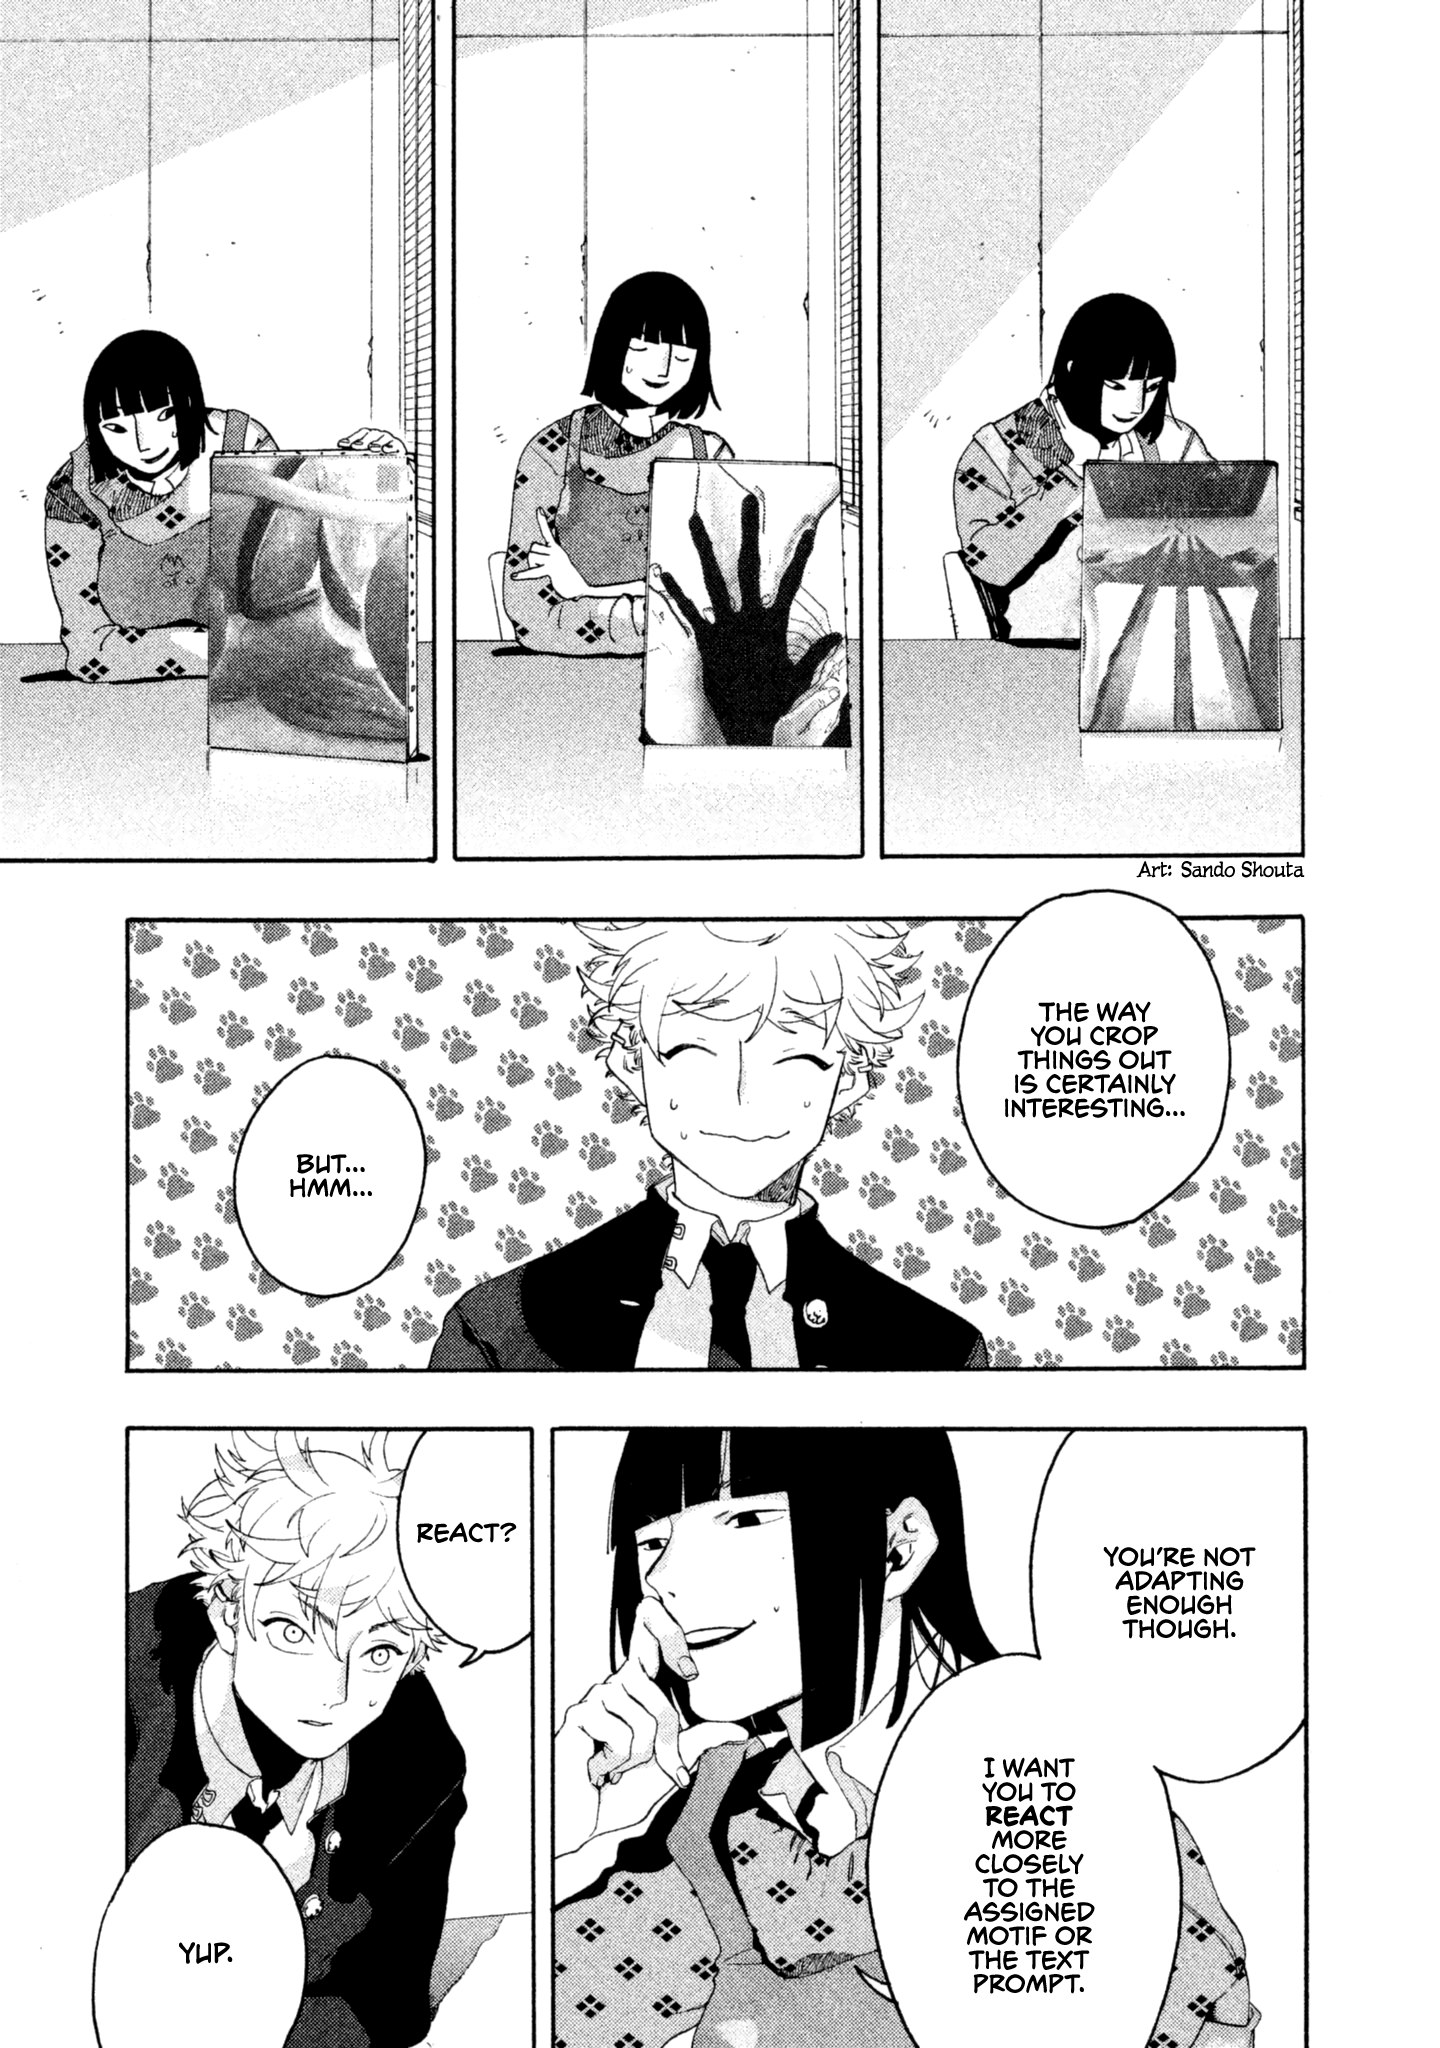 Art: Sando Shouta
THE WAY
YOU CROP
THINGS OUT
IS CERTAINLY
INTERESTING...
BUT...
HMM...
YOU'RE NOT
ADAPTING
ENOUGH
THOUGH.
I WANT
YOU TO
REACT
MORE
CLOSELY
TO THE
ASSIGNED
MOTIF OR
THE TEXT
PROMPT.
REACT?
YUP.